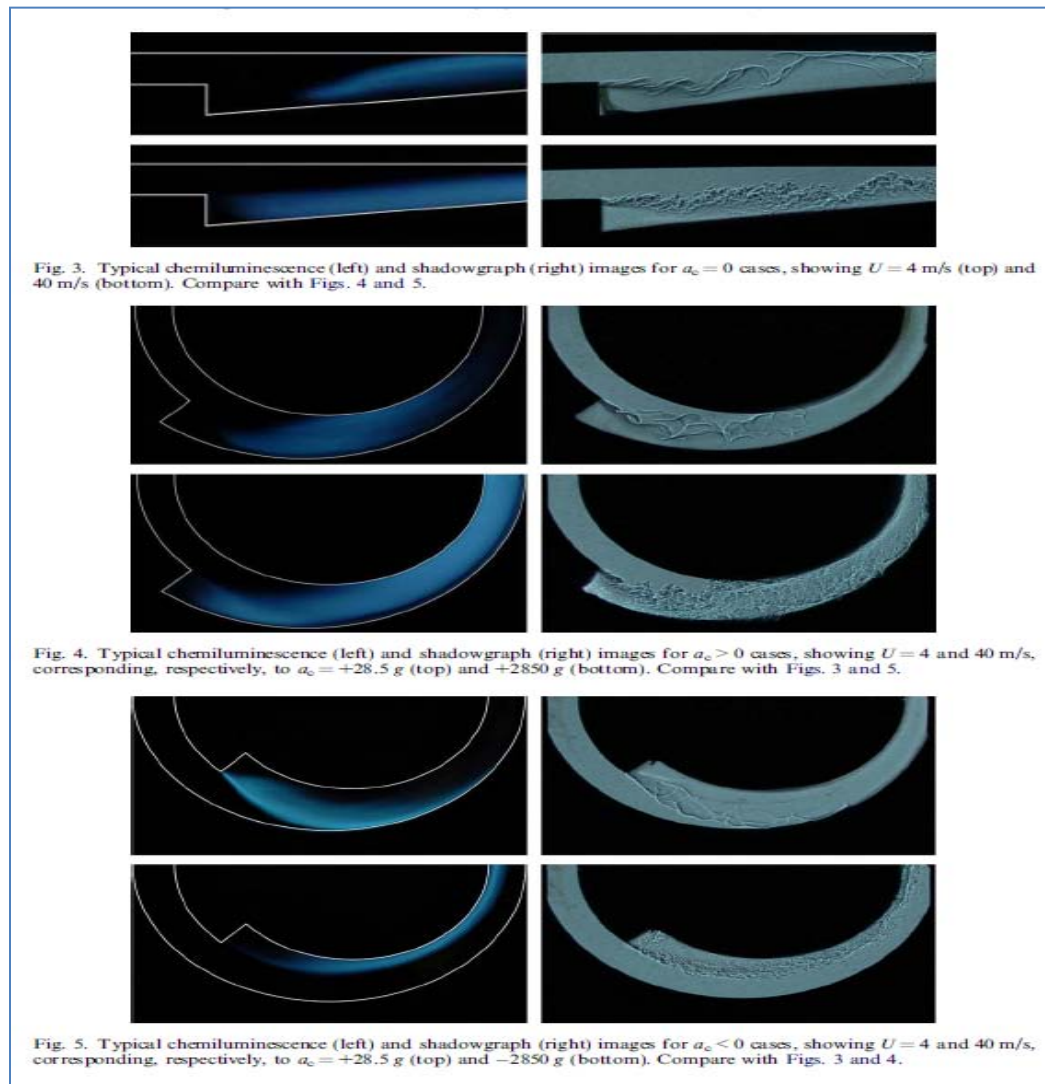 Fig. 3. Typical chemiluminescence (left) and shadowgraph (right) images for a_c = 0 cases, showing U = 4 m/s (top) and
40 m/s (bottom). Compare with Figs. 4 and 5.
Fig. 4. Typical chemiluminescence (left) and shadowgraph (right) images for a_c > 0 cases, showing U = 4 and 40 m/s,
corresponding, respectively, to a_c = +28.5 g (top) and +2850 g (bottom). Compare with Figs. 3 and 5.
Fig. 5. Typical chemiluminescence (left) and shadowgraph (right) images for a_c < 0 cases, showing U = 4 and 40 m/s,
corresponding, respectively, to a_c = +28.5 g (top) and −2850 g (bottom). Compare with Figs. 3 and 4.